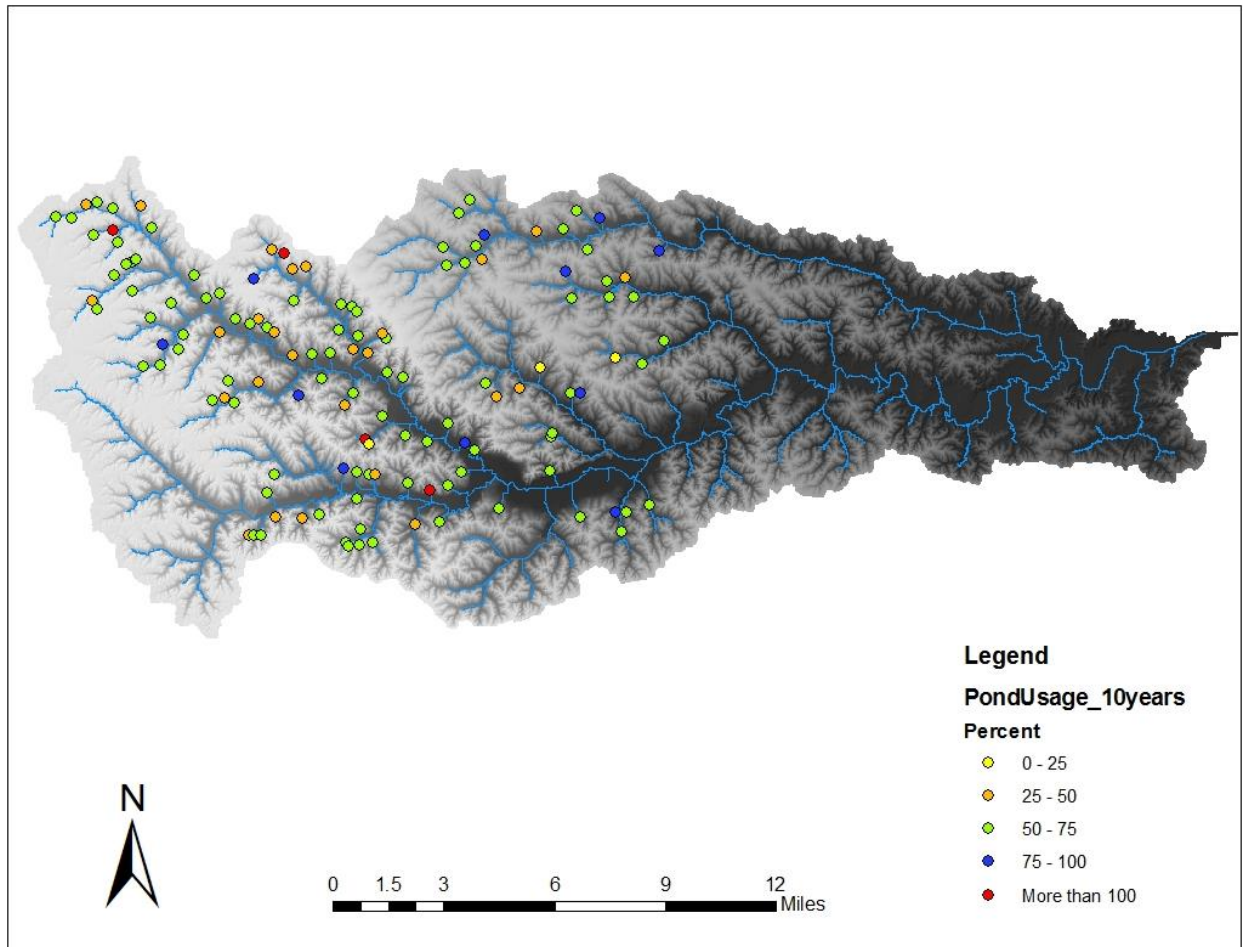 Legend
PondUsage_10years
Percent
0 - 25
25 - 50
50 - 75
75 - 100
More than 100
N
0 1.5 3 6 9 12
Miles